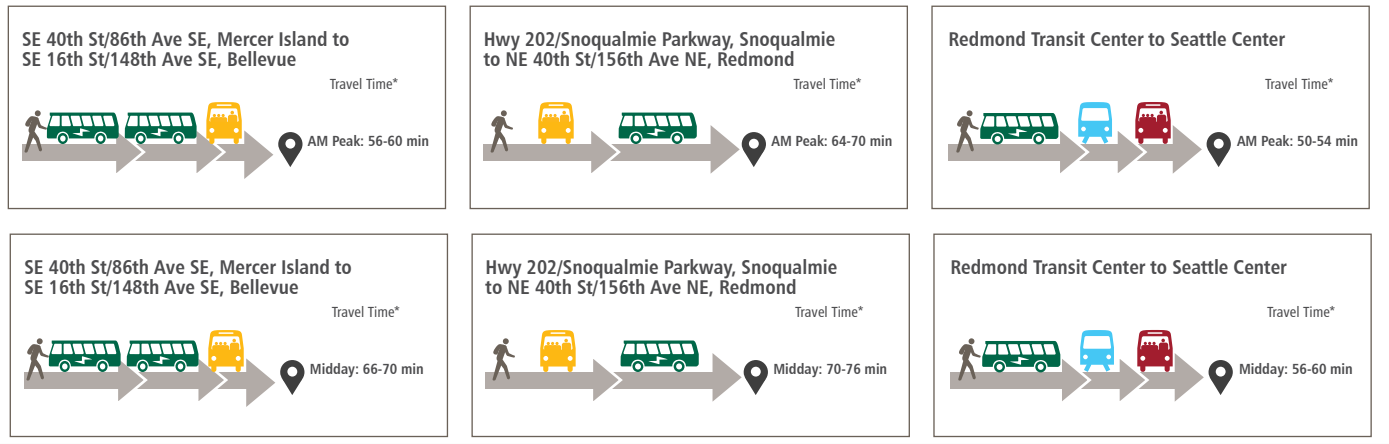 SE 40th St/86th Ave SE, Mercer Island to
SE 16th St/148th Ave SE, Bellevue
Travel Time*
AM Peak: 56-60 min
Hwy 202/Snoqualmie Parkway, Snoqualmie
to NE 40th St/156th Ave NE, Redmond
Travel Time*
AM Peak: 64-70 min
Redmond Transit Center to Seattle Center
Travel Time*
AM Peak: 50-54 min
SE 40th St/86th Ave SE, Mercer Island to
SE 16th St/148th Ave SE, Bellevue
Travel Time*
Midday: 66-70 min
Hwy 202/Snoqualmie Parkway, Snoqualmie
to NE 40th St/156th Ave NE, Redmond
Travel Time*
Midday: 70-76 min
Redmond Transit Center to Seattle Center
Travel Time*
Midday: 56-60 min